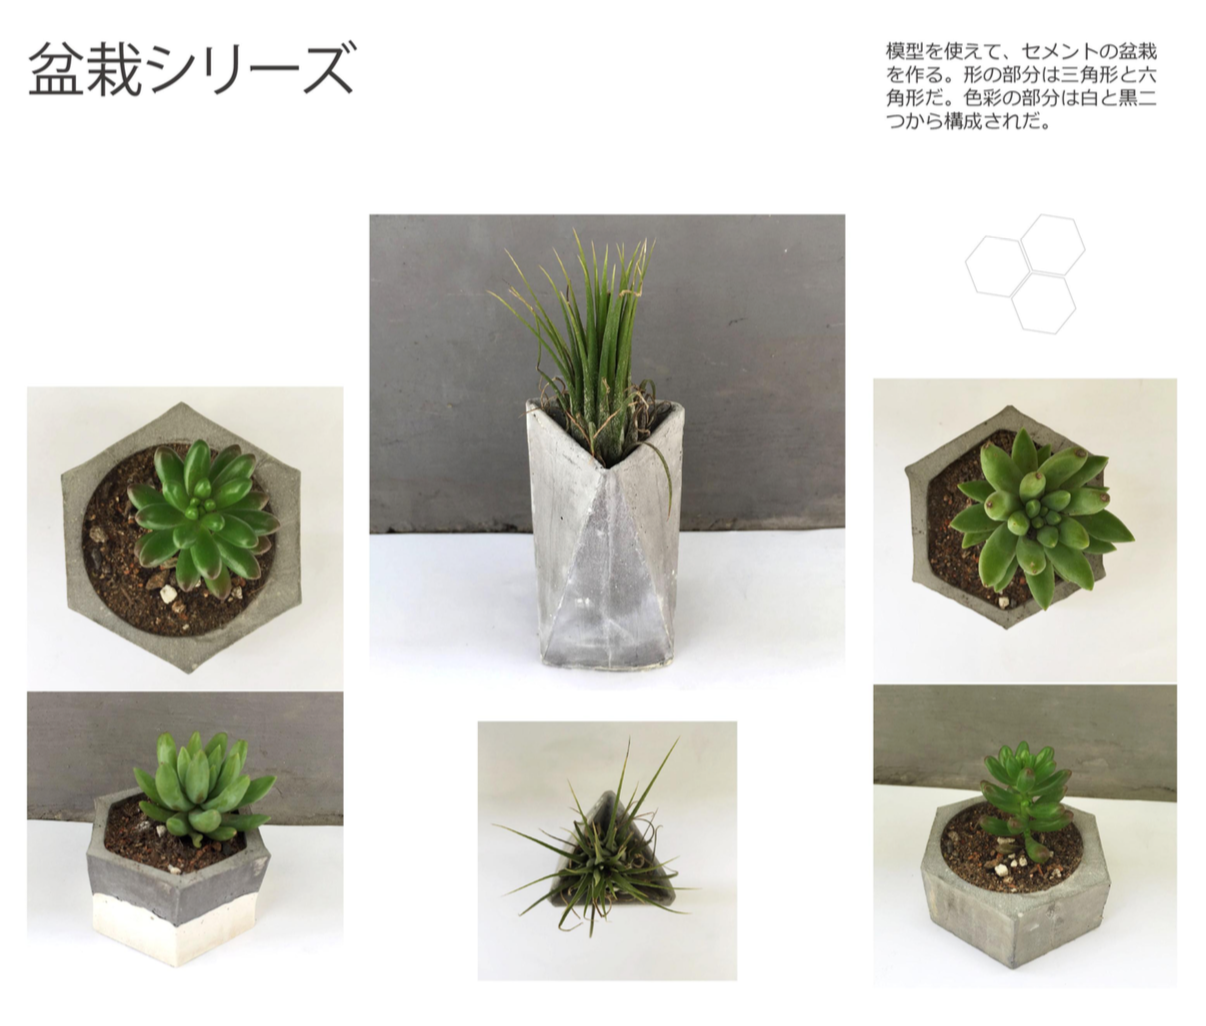 盆栽シリーズ
模型を使えて、セメントの盆栽
を作る。形の部分は三角形と六
角形だ。色彩の部分は白と黒二
つから構成されだ。